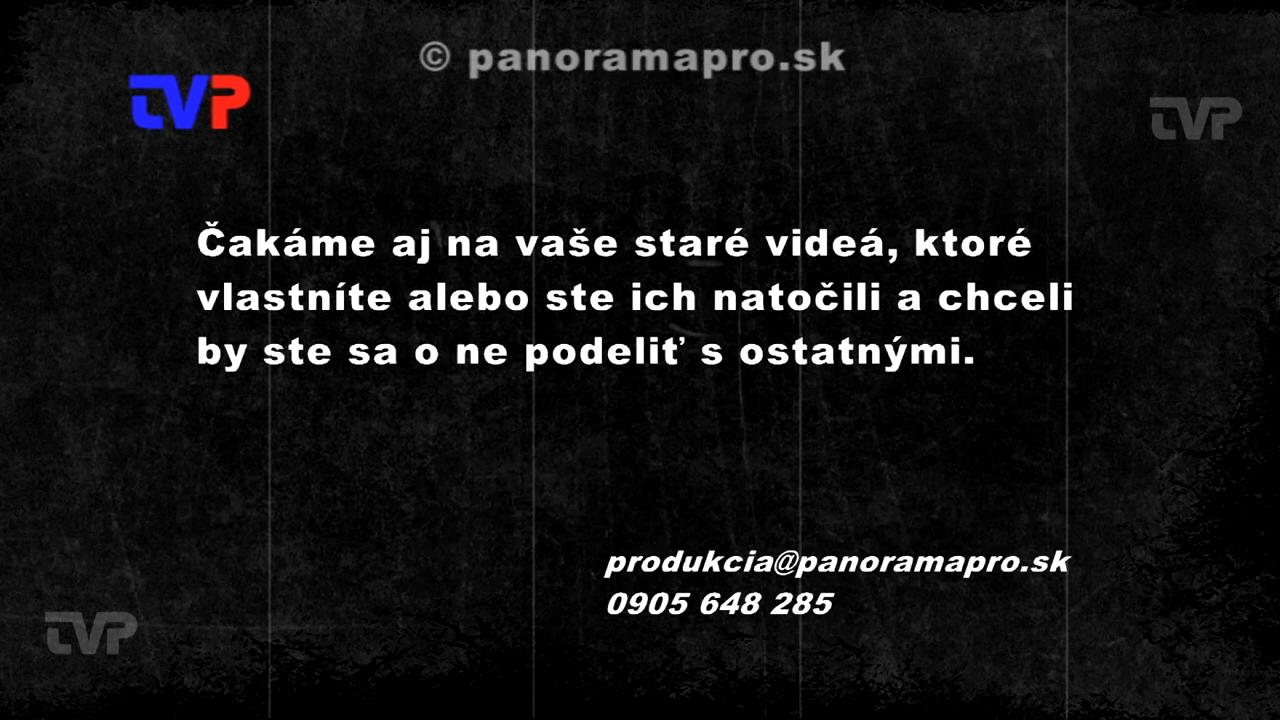 © panoramapro.sk
TVP
TVP
Čakáme aj na vaše staré videá, ktoré
vlastníte alebo ste ich natočili a chceli
by ste sa o ne podeliť s ostatnými.
produkcia@panoramapro.sk
0905 648 285
TVP